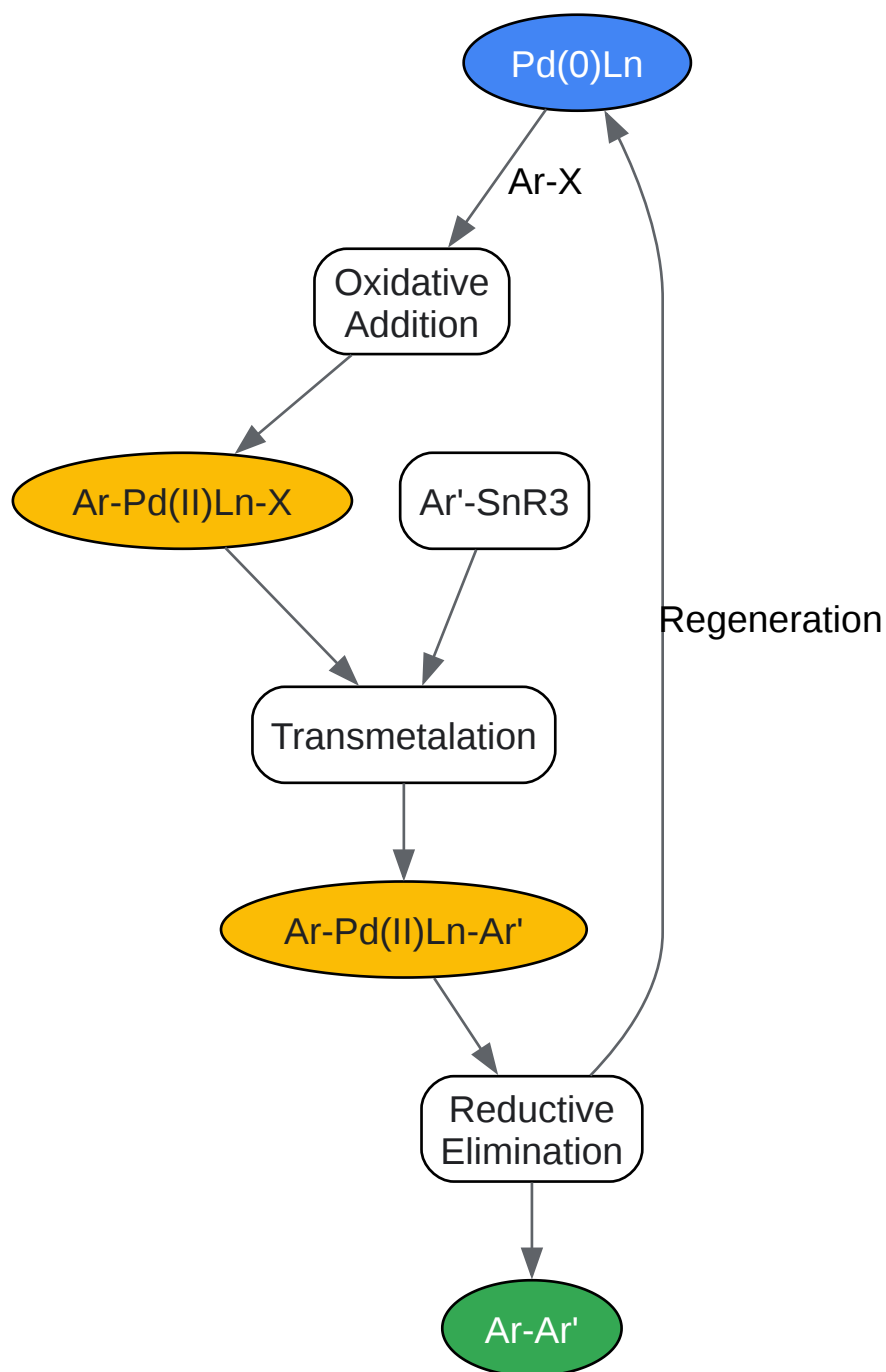 Pd(0)Ln
Ar-X
Oxidative
Addition
Ar-Pd(II)Ln-X
Ar'-SnR3
Regeneration
Transmetalation
Ar-Pd(II)Ln-Ar'
Reductive
Elimination
Ar-Ar'